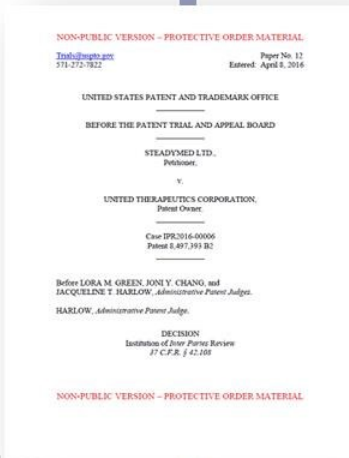 NON-PUBLIC VERSION – PROTECTIVE ORDER MATERIAL
Trials@uspto.gov Paper No. 12
571-272-7822 Entered: April 8, 2016
UNITED STATES PATENT AND TRADEMARK OFFICE
BEFORE THE PATENT TRIAL AND APPEAL BOARD
STEADYMED LTD.,
Petitioner,
v.
UNITED THERAPEUTICS CORPORATION,
Patent Owner.
Case IPR2016-00006
Patent 8,497,393 B2
Before LORA M. GREEN, JONI Y. CHANG, and
JACQUELINE T. HARLOW, Administrative Patent Judges.
HARLOW, Administrative Patent Judge.
DECISION
Institution of Inter Partes Review
37 C.F.R. § 42.108
NON-PUBLIC VERSION – PROTECTIVE ORDER MATERIAL